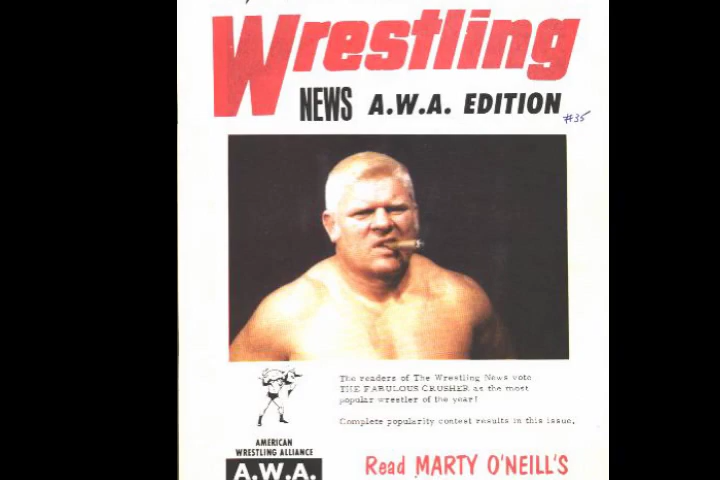 Wrestling
NEWS A.W.A. EDITION
#35
The readers of The Wrestling News vote
THE FABULOUS CRUSHER as the most
popular wrestler of the year!
Complete popularity contest results in this issue.
AMERICAN
WRESTLING ALLIANCE
A.W.A.
Read MARTY O'NEILL'S